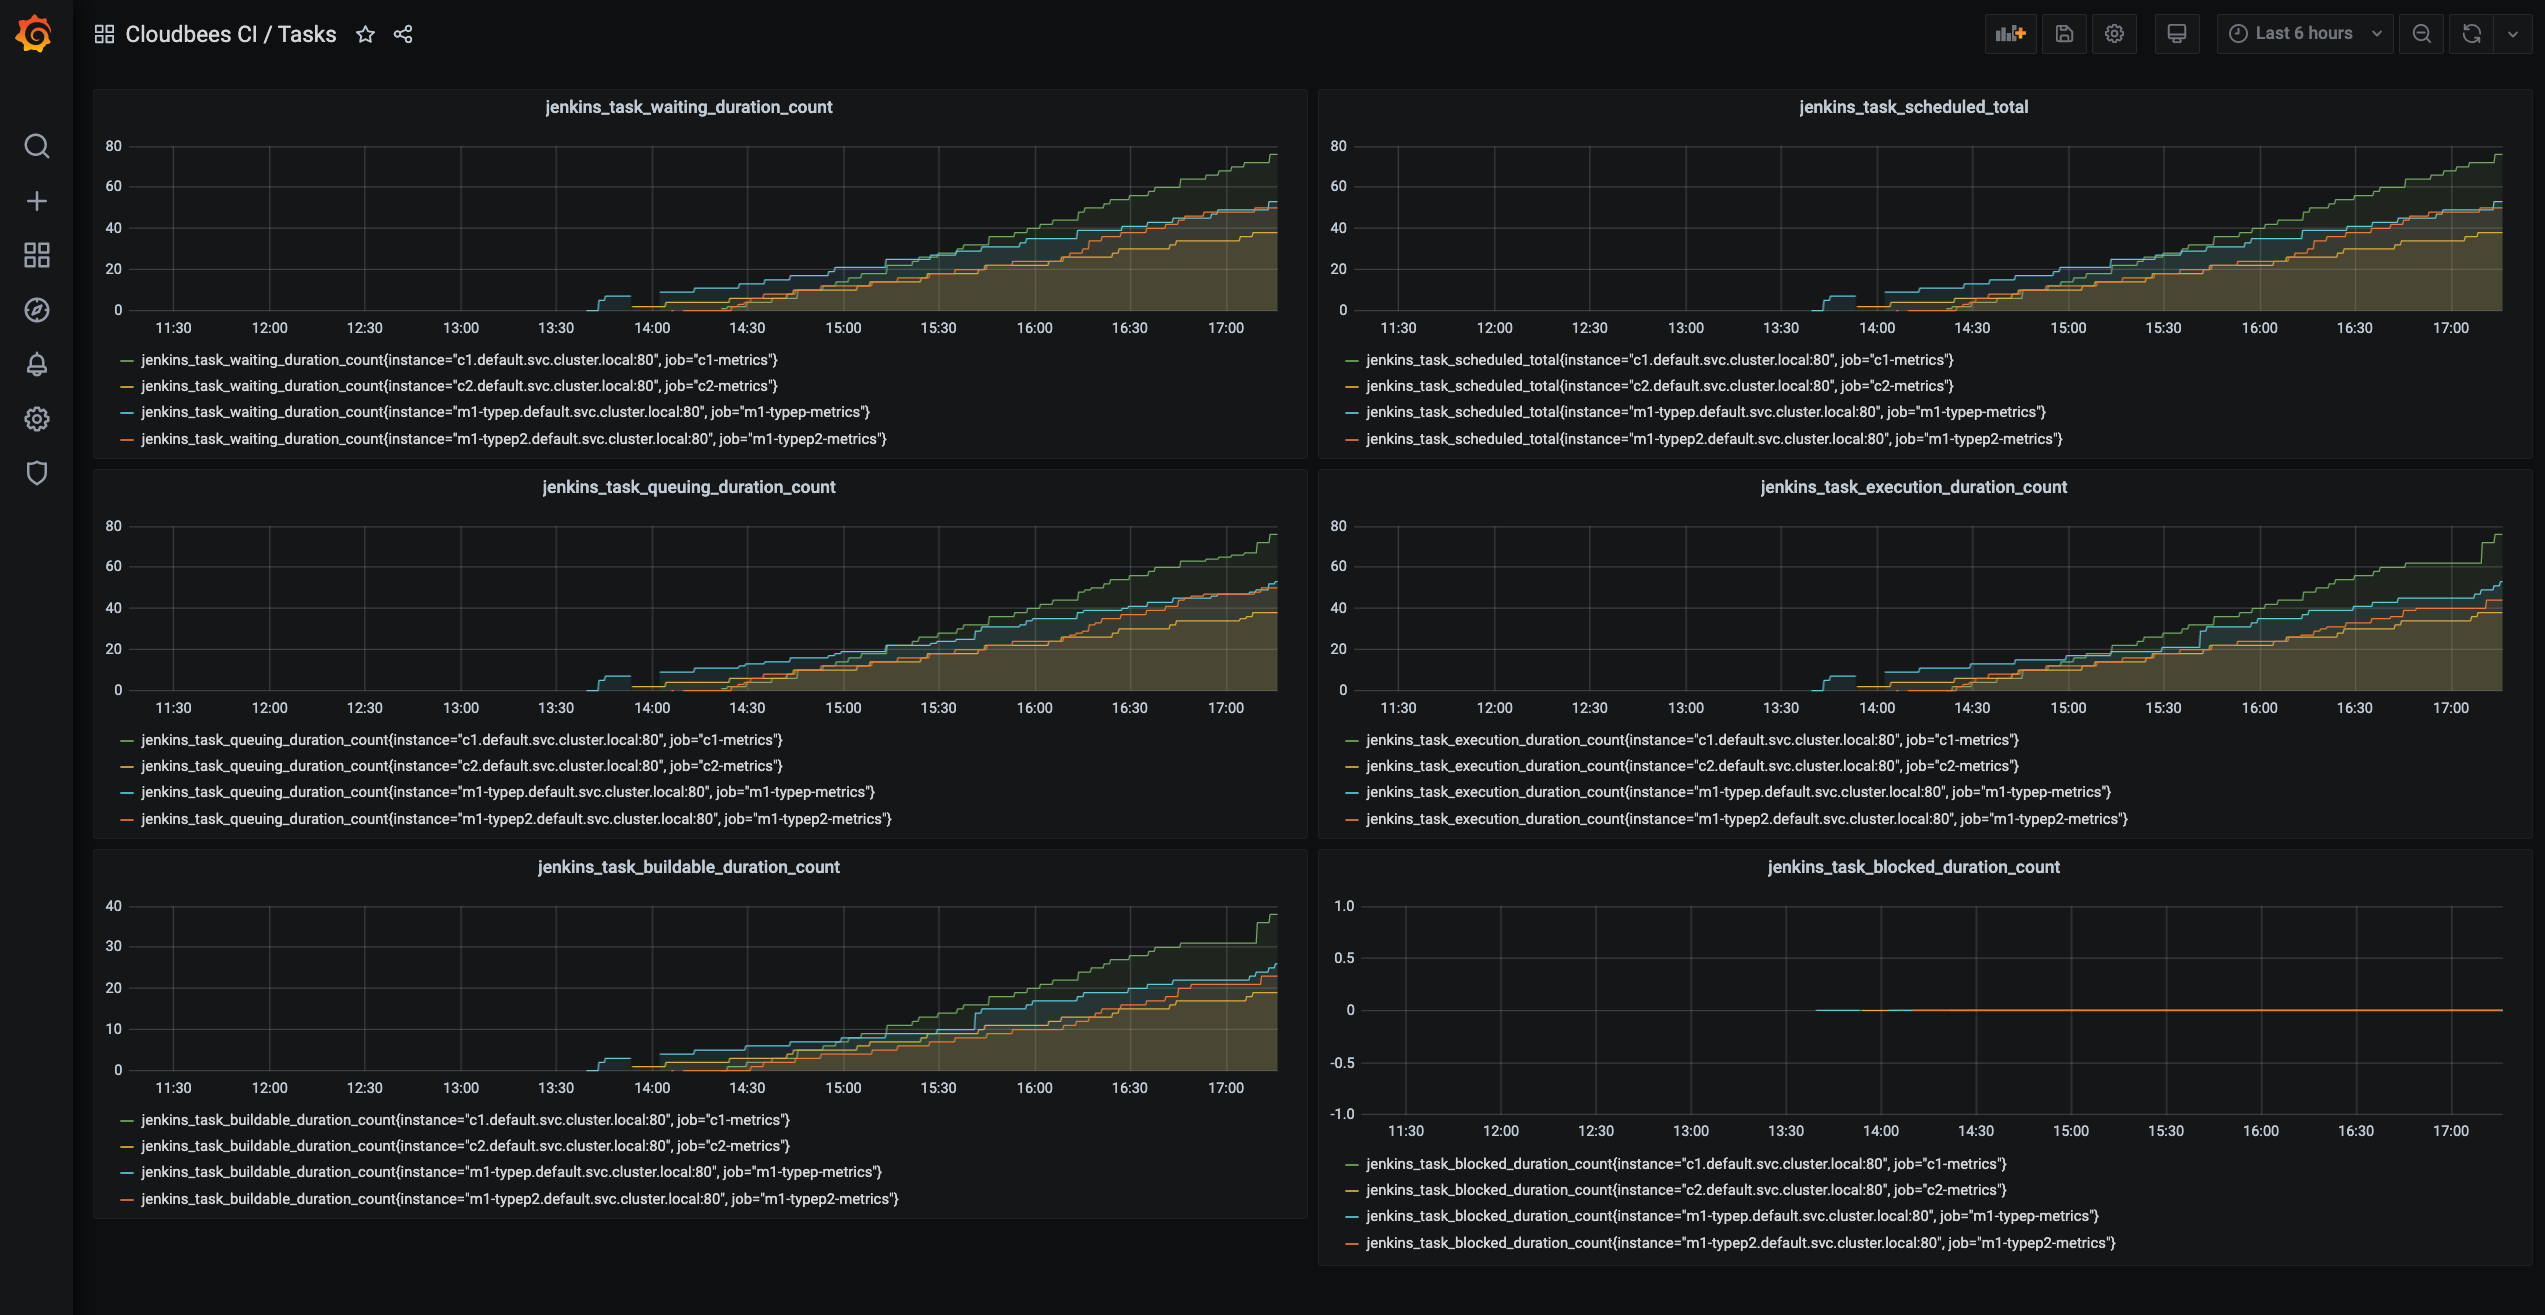 Cloudbees CI / Tasks
Last 6 hours
jenkins_task_waiting_duration_count
80
60
40
20
0
11:30 12:00 12:30 13:00 13:30 14:00 14:30 15:00 15:30 16:00 16:30 17:00
jenkins_task_waiting_duration_count{instance="c1.default.svc.cluster.local:80", job="c1-metrics"}
jenkins_task_waiting_duration_count{instance="c2.default.svc.cluster.local:80", job="c2-metrics"}
jenkins_task_waiting_duration_count{instance="m1-typep.default.svc.cluster.local:80", job="m1-typep-metrics"}
jenkins_task_waiting_duration_count{instance="m1-typep2.default.svc.cluster.local:80", job="m1-typep2-metrics"}
jenkins_task_scheduled_total
80
60
40
20
0
11:30 12:00 12:30 13:00 13:30 14:00 14:30 15:00 15:30 16:00 16:30 17:00
jenkins_task_scheduled_total{instance="c1.default.svc.cluster.local:80", job="c1-metrics"}
jenkins_task_scheduled_total{instance="c2.default.svc.cluster.local:80", job="c2-metrics"}
jenkins_task_scheduled_total{instance="m1-typep.default.svc.cluster.local:80", job="m1-typep-metrics"}
jenkins_task_scheduled_total{instance="m1-typep2.default.svc.cluster.local:80", job="m1-typep2-metrics"}
jenkins_task_queuing_duration_count
80
60
40
20
0
11:30 12:00 12:30 13:00 13:30 14:00 14:30 15:00 15:30 16:00 16:30 17:00
jenkins_task_queuing_duration_count{instance="c1.default.svc.cluster.local:80", job="c1-metrics"}
jenkins_task_queuing_duration_count{instance="c2.default.svc.cluster.local:80", job="c2-metrics"}
jenkins_task_queuing_duration_count{instance="m1-typep.default.svc.cluster.local:80", job="m1-typep-metrics"}
jenkins_task_queuing_duration_count{instance="m1-typep2.default.svc.cluster.local:80", job="m1-typep2-metrics"}
jenkins_task_execution_duration_count
80
60
40
20
0
11:30 12:00 12:30 13:00 13:30 14:00 14:30 15:00 15:30 16:00 16:30 17:00
jenkins_task_execution_duration_count{instance="c1.default.svc.cluster.local:80", job="c1-metrics"}
jenkins_task_execution_duration_count{instance="c2.default.svc.cluster.local:80", job="c2-metrics"}
jenkins_task_execution_duration_count{instance="m1-typep.default.svc.cluster.local:80", job="m1-typep-metrics"}
jenkins_task_execution_duration_count{instance="m1-typep2.default.svc.cluster.local:80", job="m1-typep2-metrics"}
jenkins_task_buildable_duration_count
40
30
20
10
0
11:30 12:00 12:30 13:00 13:30 14:00 14:30 15:00 15:30 16:00 16:30 17:00
jenkins_task_buildable_duration_count{instance="c1.default.svc.cluster.local:80", job="c1-metrics"}
jenkins_task_buildable_duration_count{instance="c2.default.svc.cluster.local:80", job="c2-metrics"}
jenkins_task_buildable_duration_count{instance="m1-typep.default.svc.cluster.local:80", job="m1-typep-metrics"}
jenkins_task_buildable_duration_count{instance="m1-typep2.default.svc.cluster.local:80", job="m1-typep2-metrics"}
jenkins_task_blocked_duration_count
1.0
0.5
0
-0.5
-1.0
11:30 12:00 12:30 13:00 13:30 14:00 14:30 15:00 15:30 16:00 16:30 17:00
jenkins_task_blocked_duration_count{instance="c1.default.svc.cluster.local:80", job="c1-metrics"}
jenkins_task_blocked_duration_count{instance="c2.default.svc.cluster.local:80", job="c2-metrics"}
jenkins_task_blocked_duration_count{instance="m1-typep.default.svc.cluster.local:80", job="m1-typep-metrics"}
jenkins_task_blocked_duration_count{instance="m1-typep2.default.svc.cluster.local:80", job="m1-typep2-metrics"}